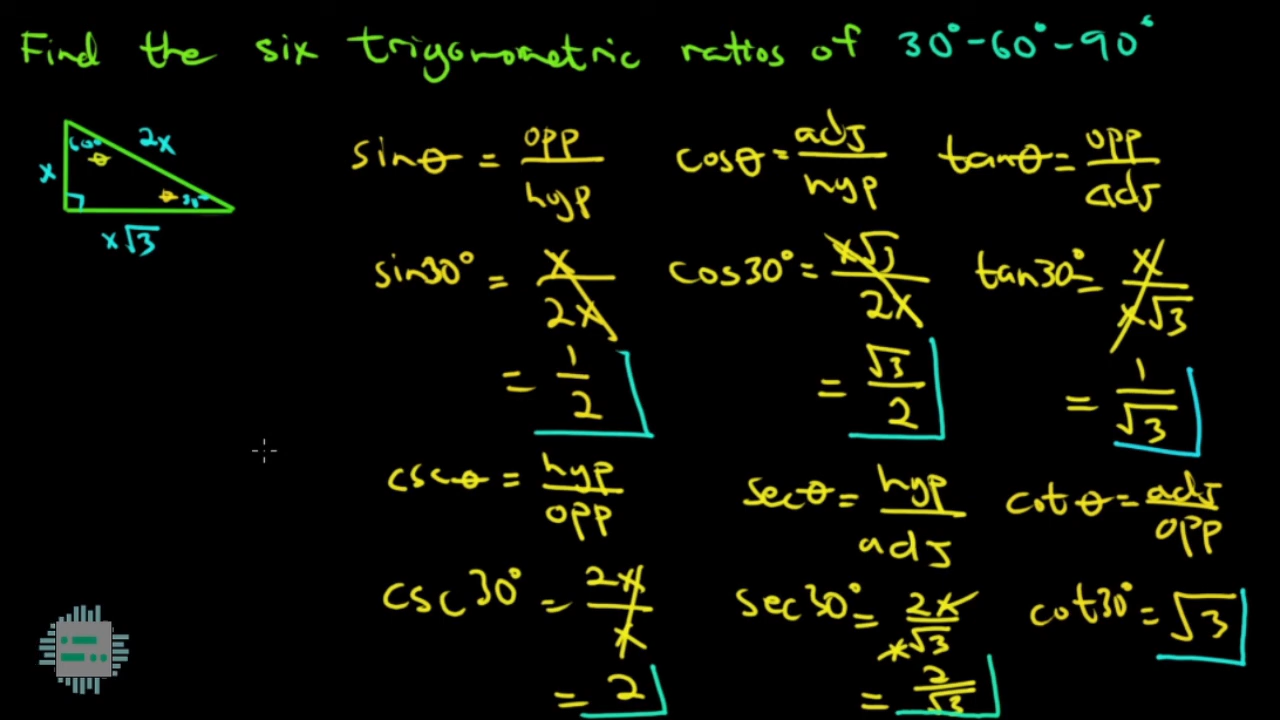 Find the six trigonometric ratios of 30°-60°-90°
60° θ 2x
x
θ 30°
x√3
sinθ = opp/hyp cosθ = adj/hyp tanθ = opp/adj
sin30° = x/2x cos30° = x√3/2x tan30° = x/x√3
= 1/2 = √3/2 = 1/√3
cscθ = hyp/opp secθ = hyp/adj cotθ = adj/opp
csc30° = 2x/x sec30° = 2x/x√3 cot30° = √3
= 2 = 2/√3